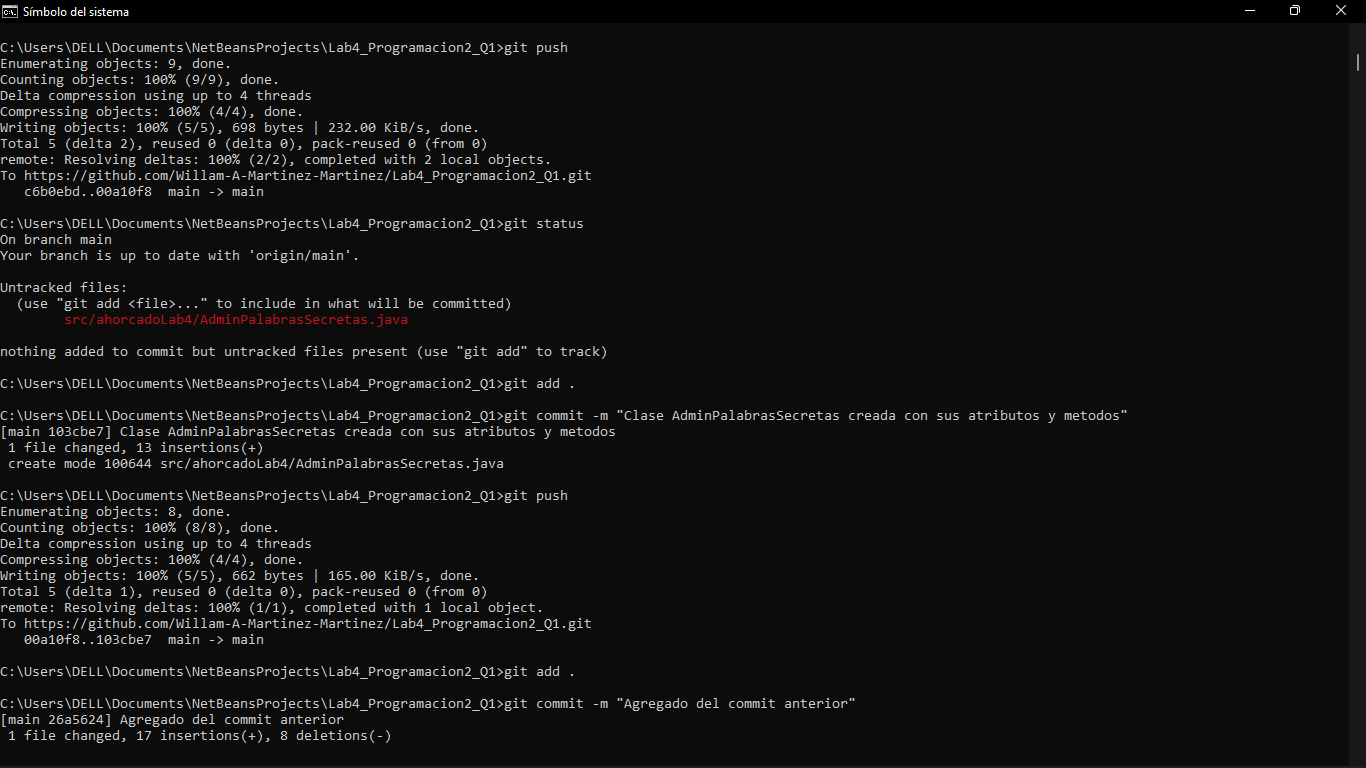 Símbolo del sistema
C:\Users\DELL\Documents\NetBeansProjects\Lab4_Programacion2_Q1>git push
Enumerating objects: 9, done.
Counting objects: 100% (9/9), done.
Delta compression using up to 4 threads
Compressing objects: 100% (4/4), done.
Writing objects: 100% (5/5), 698 bytes | 232.00 KiB/s, done.
Total 5 (delta 2), reused 0 (delta 0), pack-reused 0 (from 0)
remote: Resolving deltas: 100% (2/2), completed with 2 local objects.
To https://github.com/Willam-A-Martinez-Martinez/Lab4_Programacion2_Q1.git
   c6b0ebd..00a10f8  main -> main
C:\Users\DELL\Documents\NetBeansProjects\Lab4_Programacion2_Q1>git status
On branch main
Your branch is up to date with 'origin/main'.
Untracked files:
  (use "git add <file>..." to include in what will be committed)
        src/ahorcadoLab4/AdminPalabrasSecretas.java
nothing added to commit but untracked files present (use "git add" to track)
C:\Users\DELL\Documents\NetBeansProjects\Lab4_Programacion2_Q1>git add .
C:\Users\DELL\Documents\NetBeansProjects\Lab4_Programacion2_Q1>git commit -m "Clase AdminPalabrasSecretas creada con sus atributos y metodos"
[main 103cbe7] Clase AdminPalabrasSecretas creada con sus atributos y metodos
 1 file changed, 13 insertions(+)
 create mode 100644 src/ahorcadoLab4/AdminPalabrasSecretas.java
C:\Users\DELL\Documents\NetBeansProjects\Lab4_Programacion2_Q1>git push
Enumerating objects: 8, done.
Counting objects: 100% (8/8), done.
Delta compression using up to 4 threads
Compressing objects: 100% (4/4), done.
Writing objects: 100% (5/5), 662 bytes | 165.00 KiB/s, done.
Total 5 (delta 1), reused 0 (delta 0), pack-reused 0 (from 0)
remote: Resolving deltas: 100% (1/1), completed with 1 local object.
To https://github.com/Willam-A-Martinez-Martinez/Lab4_Programacion2_Q1.git
   00a10f8..103cbe7  main -> main
C:\Users\DELL\Documents\NetBeansProjects\Lab4_Programacion2_Q1>git add .
C:\Users\DELL\Documents\NetBeansProjects\Lab4_Programacion2_Q1>git commit -m "Agregado del commit anterior"
[main 26a5624] Agregado del commit anterior
 1 file changed, 17 insertions(+), 8 deletions(-)